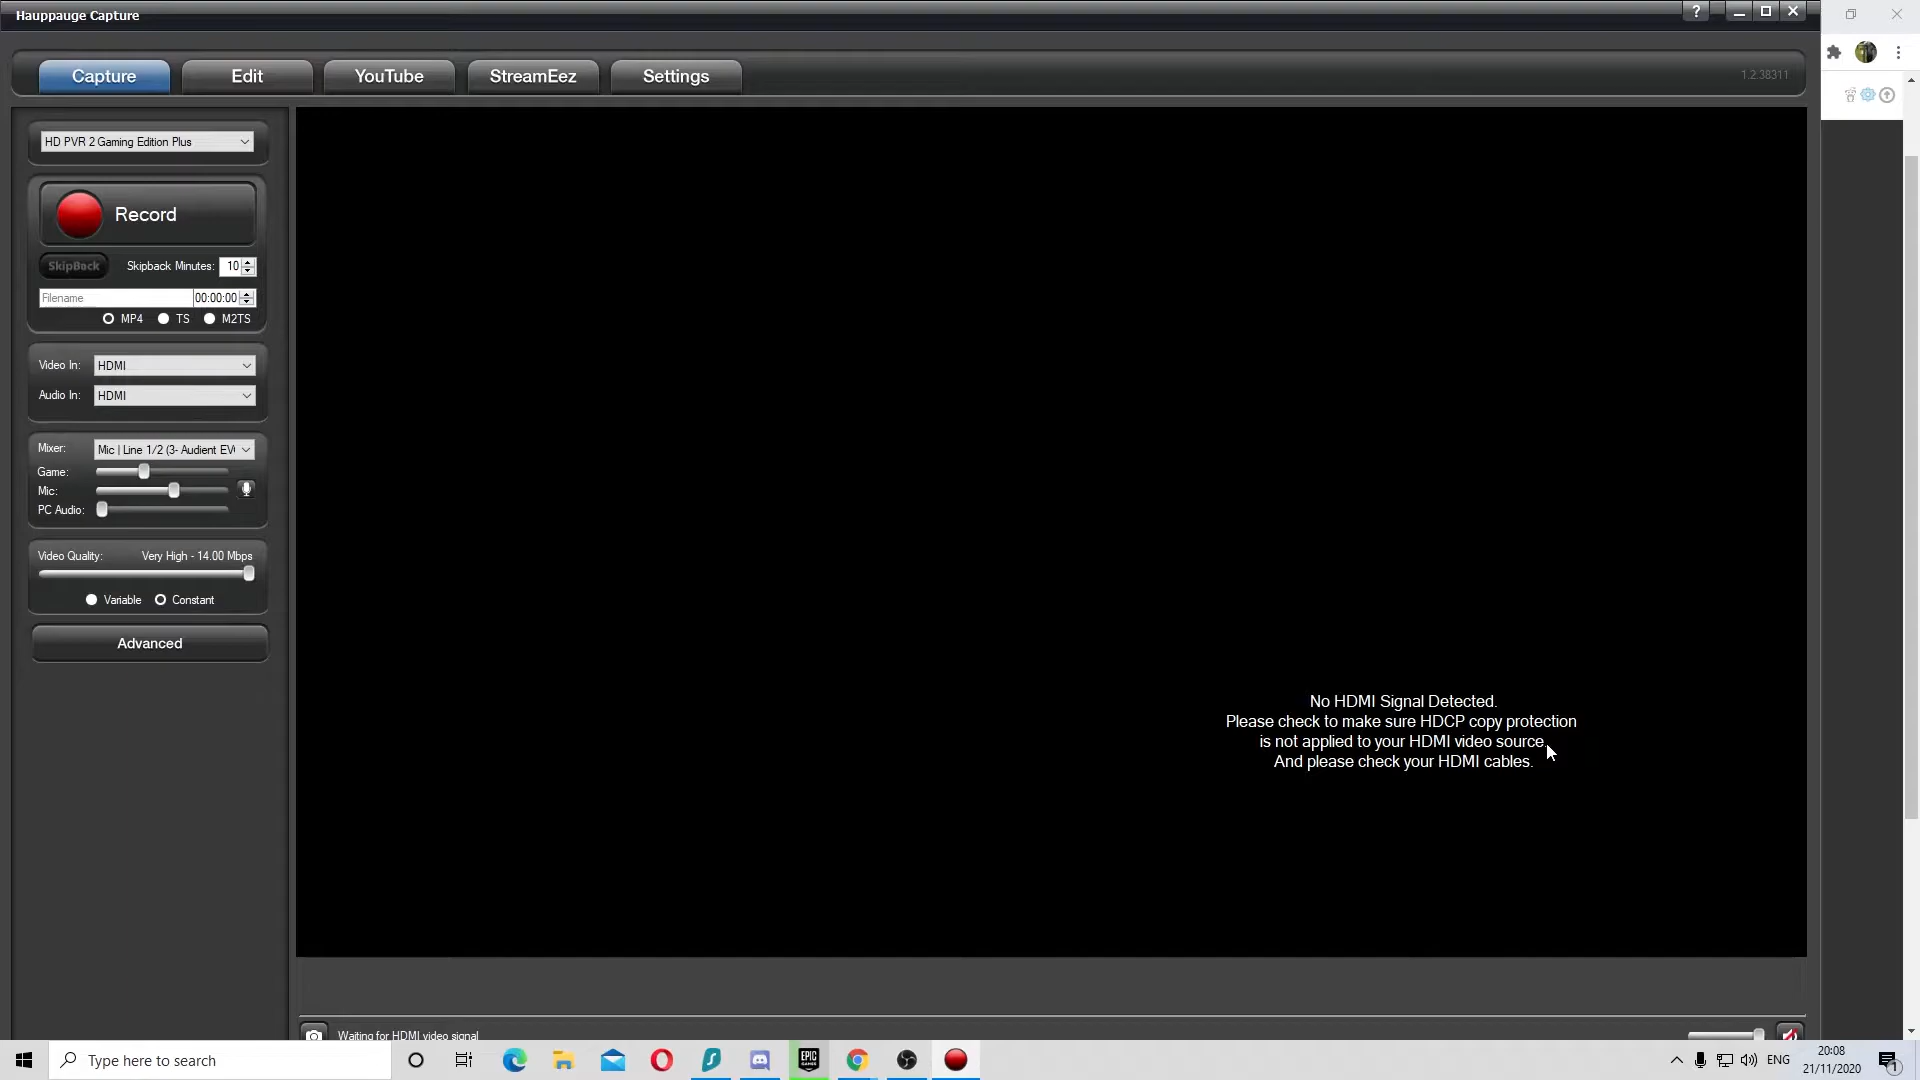 Hauppauge Capture
?
Capture
Edit
YouTube
StreamEez
Settings
1.2.38311
HD PVR 2 Gaming Edition Plus
Record
SkipBack
Skipback Minutes: 10
Filename
00:00:00
MP4
TS
M2TS
Video In: HDMI
Audio In: HDMI
Mixer: Mic | Line 1/2 (3- Audient EV
Game:
Mic:
PC Audio:
Video Quality: Very High - 14.00 Mbps
Variable
Constant
Advanced
No HDMI Signal Detected.
Please check to make sure HDCP copy protection
is not applied to your HDMI video source.
And please check your HDMI cables.
Waiting for HDMI video signal
Type here to search
EPIC
GAMES
ENG
20:08
21/11/2020
1